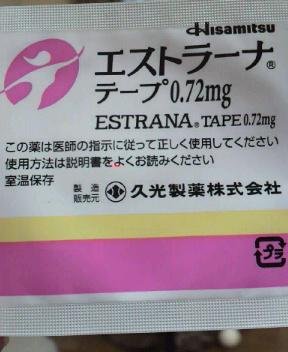 Hisamitsu
エストラーナ®
テープ0.72mg
ESTRANA® TAPE 0.72mg
この薬は医師の指示に従って正しく使用してください
使用方法は説明書をよくお読みください
室温保存
製造
販売元 久光製薬株式会社
プラ